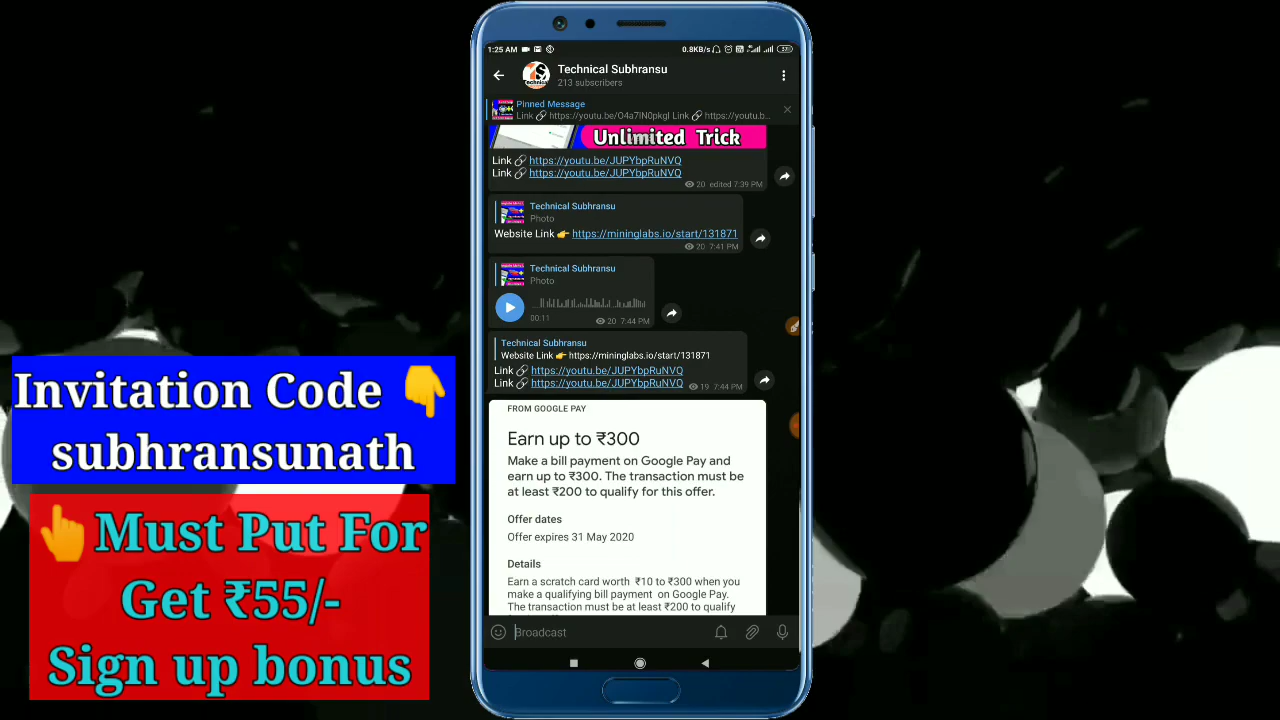 Invitation Code 👇
subhransunath
👆Must Put For
Get ₹55/-
Sign up bonus
1:25 AM
0.8KB/s
Technical Subhransu
213 subscribers
Pinned Message
Link 🔗 https://youtu.be/O4a7lN0pkgI Link 🔗 https://youtu.b...
Unlimited Trick
Link 🔗 https://youtu.be/JUPYbpRuNVQ
Link 🔗 https://youtu.be/JUPYbpRuNVQ
20 edited 7:39 PM
Technical Subhransu
Photo
Website Link 👉 https://mininglabs.io/start/131871
20 7:41 PM
Technical Subhransu
Photo
00:11
20 7:44 PM
Technical Subhransu
Website Link 👉 https://mininglabs.io/start/131871
Link 🔗 https://youtu.be/JUPYbpRuNVQ
Link 🔗 https://youtu.be/JUPYbpRuNVQ
19 7:44 PM
FROM GOOGLE PAY
Earn up to ₹300
Make a bill payment on Google Pay and
earn up to ₹300. The transaction must be
at least ₹200 to qualify for this offer.
Offer dates
Offer expires 31 May 2020
Details
Earn a scratch card worth ₹10 to ₹300 when you
make a qualifying bill payment on Google Pay.
The transaction must be at least ₹200 to qualify
Broadcast